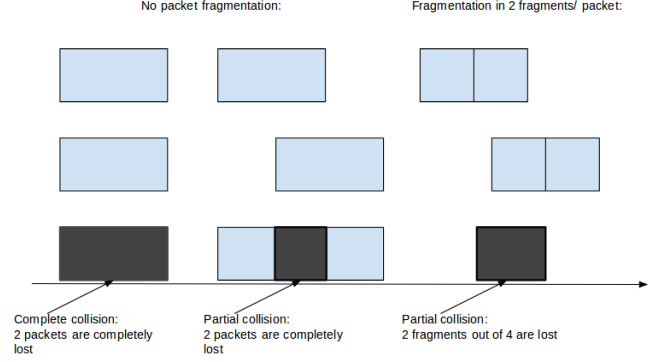 No packet fragmentation:
Fragmentation in 2 fragments/ packet:
Complete collision:
2 packets are completely
lost
Partial collision:
2 packets are completely
lost
Partial collision:
2 fragments out of 4 are lost